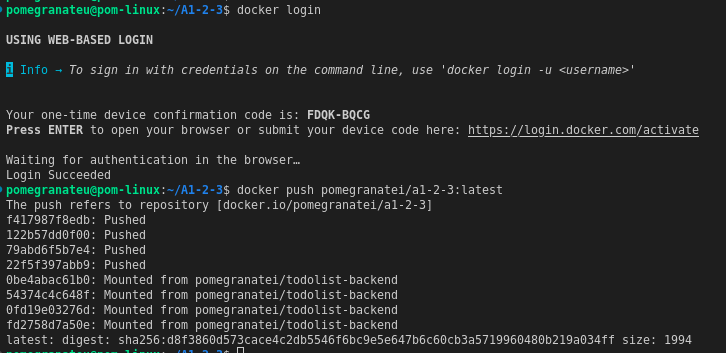 pomegranateu@pom-linux:~/A1-2-3$ docker login
USING WEB-BASED LOGIN
i Info → To sign in with credentials on the command line, use 'docker login -u <username>'
Your one-time device confirmation code is: FDQK-BQCG
Press ENTER to open your browser or submit your device code here: https://login.docker.com/activate
Waiting for authentication in the browser…
Login Succeeded
pomegranateu@pom-linux:~/A1-2-3$ docker push pomegranatei/a1-2-3:latest
The push refers to repository [docker.io/pomegranatei/a1-2-3]
f417987f8edb: Pushed
122b57dd0f00: Pushed
79abd6f5b7e4: Pushed
22f5f397abb9: Pushed
0be4abac61b0: Mounted from pomegranatei/todolist-backend
54374c4c648f: Mounted from pomegranatei/todolist-backend
0fd19e03276d: Mounted from pomegranatei/todolist-backend
fd2758d7a50e: Mounted from pomegranatei/todolist-backend
latest: digest: sha256:d8f3860d573cace4c2db5546f6bc9e5e647b6c60cb3a5719960480b219a034ff size: 1994
pomegranateu@pom-linux:~/A1-2-3$